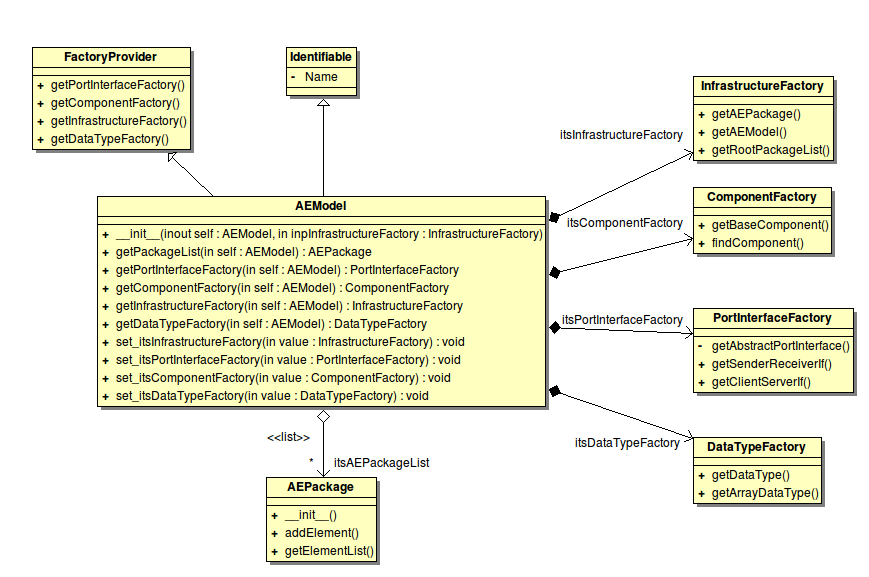 FactoryProvider
+ getPortInterfaceFactory()
+ getComponentFactory()
+ getInfrastructureFactory()
+ getDataTypeFactory()
Identifiable
- Name
InfrastructureFactory
+ getAEPackage()
+ getAEModel()
+ getRootPackageList()
itsInfrastructureFactory
AEModel
+ __init__(inout self : AEModel, in inpInfrastructureFactory : InfrastructureFactory)
+ getPackageList(in self : AEModel) : AEPackage
+ getPortInterfaceFactory(in self : AEModel) : PortInterfaceFactory
+ getComponentFactory(in self : AEModel) : ComponentFactory
+ getInfrastructureFactory(in self : AEModel) : InfrastructureFactory
+ getDataTypeFactory(in self : AEModel) : DataTypeFactory
+ set_itsInfrastructureFactory(in value : InfrastructureFactory) : void
+ set_itsPortInterfaceFactory(in value : PortInterfaceFactory) : void
+ set_itsComponentFactory(in value : ComponentFactory) : void
+ set_itsDataTypeFactory(in value : DataTypeFactory) : void
itsComponentFactory
ComponentFactory
+ getBaseComponent()
+ findComponent()
itsPortInterfaceFactory
PortInterfaceFactory
- getAbstractPortInterface()
+ getSenderReceiverIf()
+ getClientServerIf()
itsDataTypeFactory
DataTypeFactory
+ getDataType()
+ getArrayDataType()
<<list>>
* itsAEPackageList
AEPackage
+ __init__()
+ addElement()
+ getElementList()